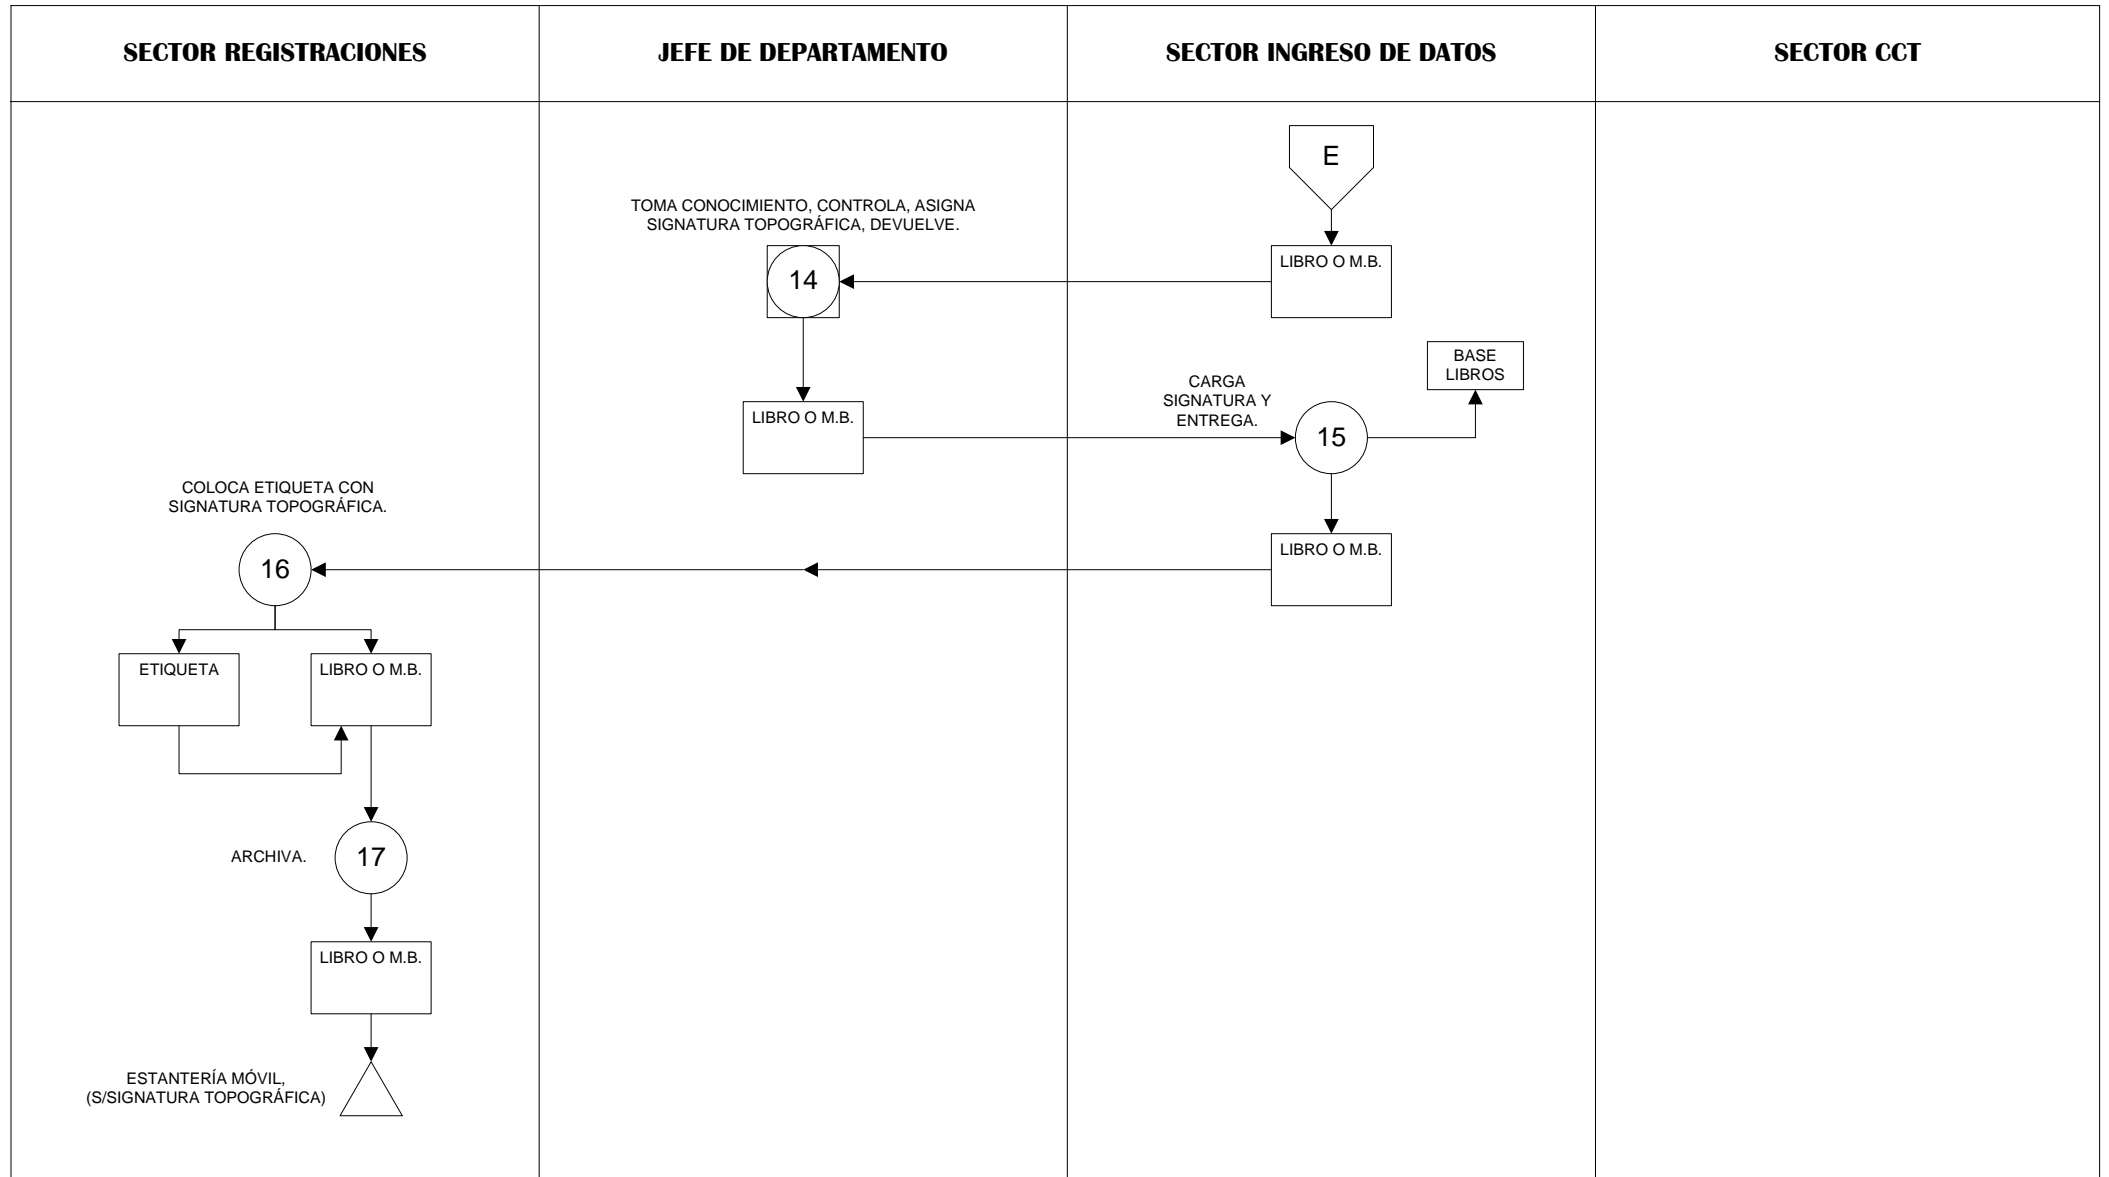 SECTOR REGISTRACIONES
JEFE DE DEPARTAMENTO
SECTOR INGRESO DE DATOS
SECTOR CCT
E
TOMA CONOCIMIENTO, CONTROLA, ASIGNA
SIGNATURA TOPOGRÁFICA, DEVUELVE.
14
LIBRO O M.B.
BASE
LIBROS
LIBRO O M.B.
CARGA
SIGNATURA Y
ENTREGA.
15
COLOCA ETIQUETA CON
SIGNATURA TOPOGRÁFICA.
16
LIBRO O M.B.
ETIQUETA
LIBRO O M.B.
ARCHIVA.
17
LIBRO O M.B.
ESTANTERÍA MÓVIL,
(S/SIGNATURA TOPOGRÁFICA)